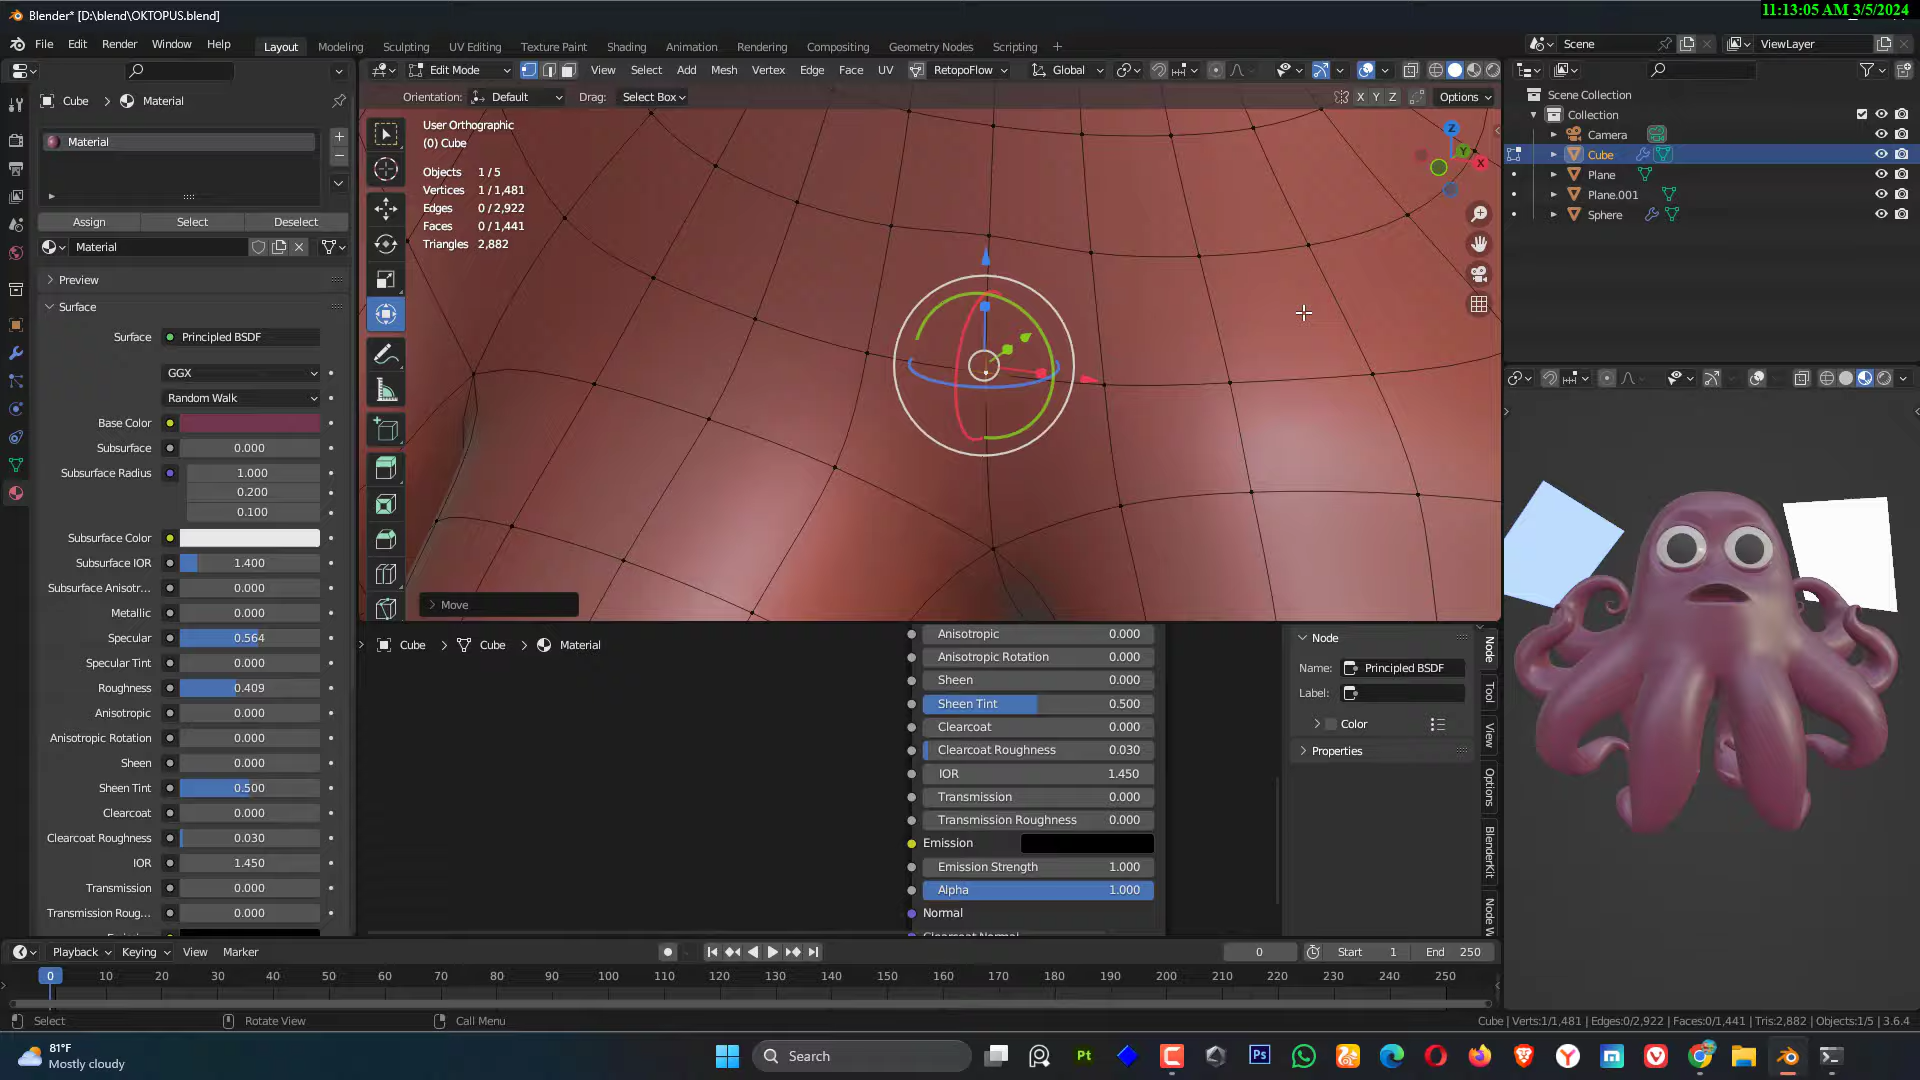 Blender* [D:\blend\OKTOPUS.blend]
11:13:05 AM 3/5/2024
File Edit Render Window Help
Layout Modeling Sculpting UV Editing Texture Paint Shading Animation Rendering Compositing Geometry Nodes Scripting +
Scene
ViewLayer
Edit Mode
View Select Add Mesh Vertex Edge Face UV
RetopoFlow
Global
Cube > Material
Orientation: Default Drag: Select Box
X Y Z
Options
Material
Assign Select Deselect
Material
Preview
Surface
Surface Principled BSDF
GGX
Random Walk
Base Color
Subsurface 0.000
Subsurface Radius 1.000
0.200
0.100
Subsurface Color
Subsurface IOR 1.400
Subsurface Anisotr... 0.000
Metallic 0.000
Specular 0.564
Specular Tint 0.000
Roughness 0.409
Anisotropic 0.000
Anisotropic Rotation 0.000
Sheen 0.000
Sheen Tint 0.500
Clearcoat 0.000
Clearcoat Roughness 0.030
IOR 1.450
Transmission 0.000
Transmission Roug... 0.000
User Orthographic
(0) Cube
Objects 1 / 5
Vertices 1 / 1,481
Edges 0 / 2,922
Faces 0 / 1,441
Triangles 2,882
Z
Y
X
Move
Scene Collection
Collection
Camera
Cube
Plane
Plane.001
Sphere
Cube > Cube > Material
Anisotropic 0.000
Anisotropic Rotation 0.000
Sheen 0.000
Sheen Tint 0.500
Clearcoat 0.000
Clearcoat Roughness 0.030
IOR 1.450
Transmission 0.000
Transmission Roughness 0.000
Emission
Emission Strength 1.000
Alpha 1.000
Normal
Clearcoat Normal
Node
Name: Principled BSDF
Label:
Color
Properties
Node
Tool
View
Options
BlenderKit
Node W
Playback Keying View Marker
0
Start 1
End 250
0 10 20 30 40 50 60 70 80 90 100 110 120 130 140 150 160 170 180 190 200 210 220 230 240 250
Select Rotate View Call Menu
Cube | Verts:1/1,481 | Edges:0/2,922 | Faces:0/1,441 | Tris:2,882 | Objects:1/5 | 3.6.4
81°F
Mostly cloudy
Search
Pt
Ps